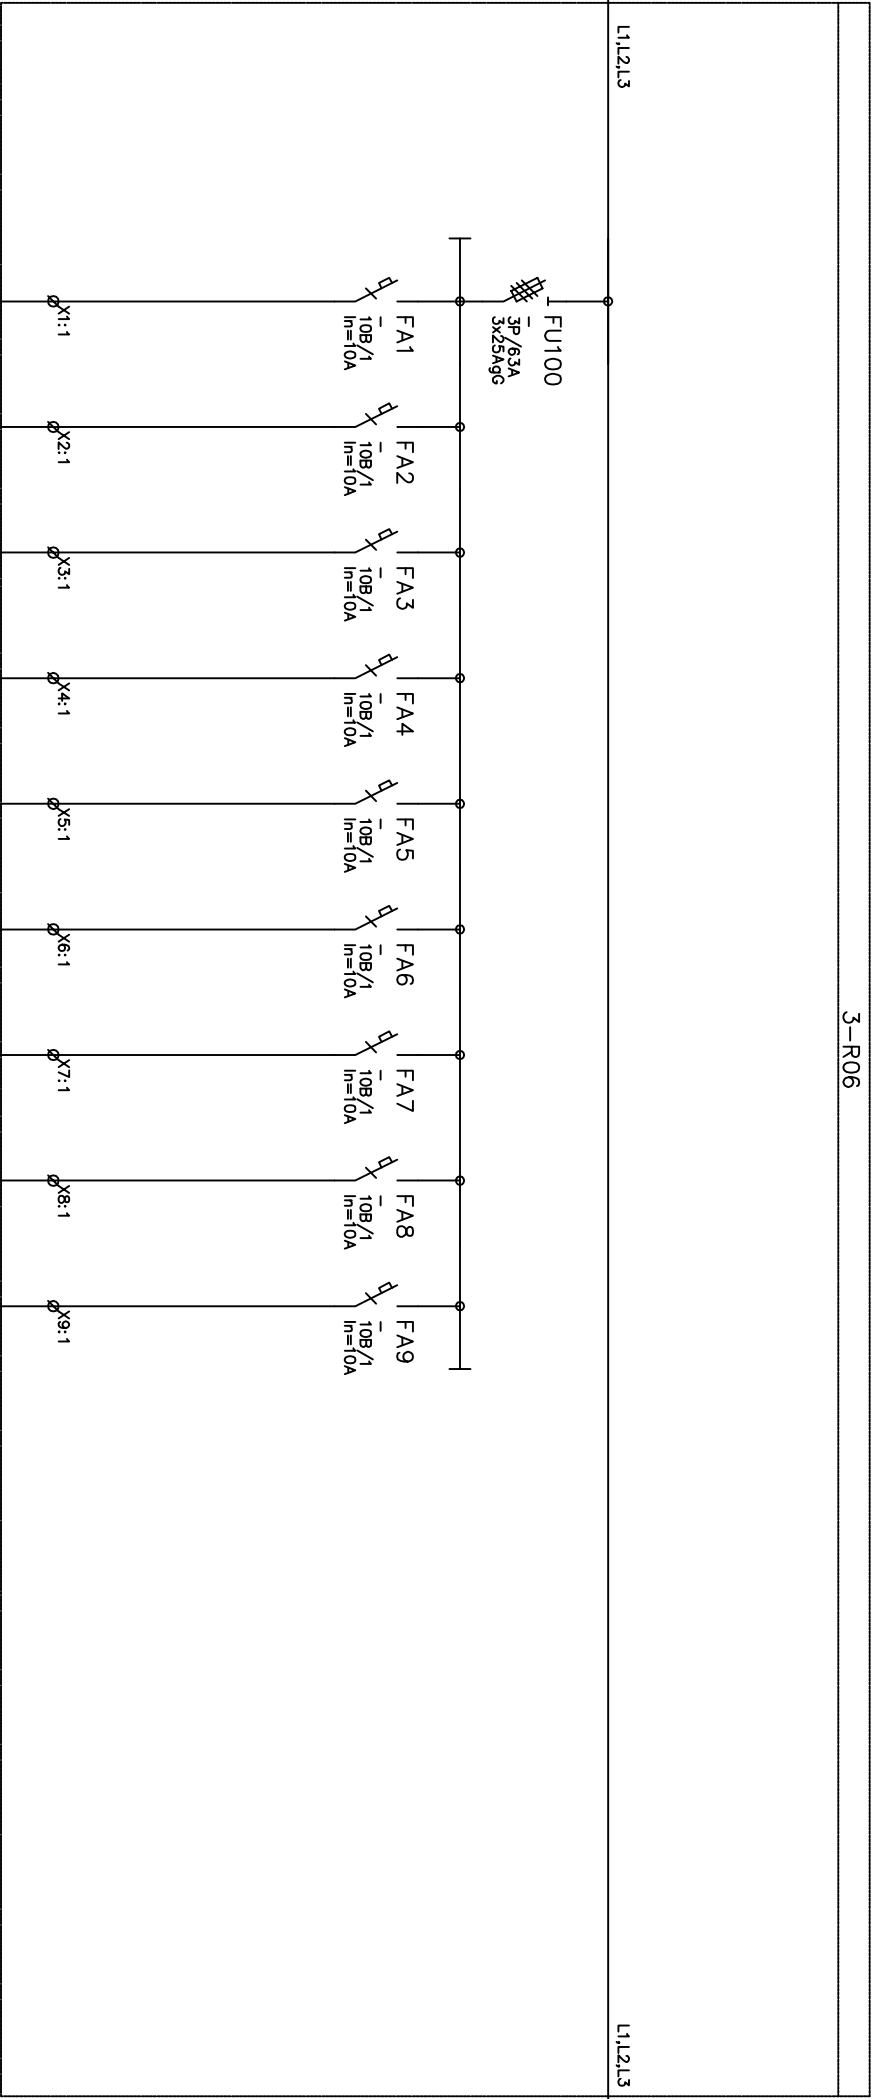 3-R06
L1,L2,L3
L1,L2,L3
FU100
-
3P/63A
3x25AgG
FA1
-
10B/1
In=10A
FA2
-
10B/1
In=10A
FA3
-
10B/1
In=10A
FA4
-
10B/1
In=10A
FA5
-
10B/1
In=10A
FA6
-
10B/1
In=10A
FA7
-
10B/1
In=10A
FA8
-
10B/1
In=10A
FA9
-
10B/1
In=10A
X1:1
X2:1
X3:1
X4:1
X5:1
X6:1
X7:1
X8:1
X9:1